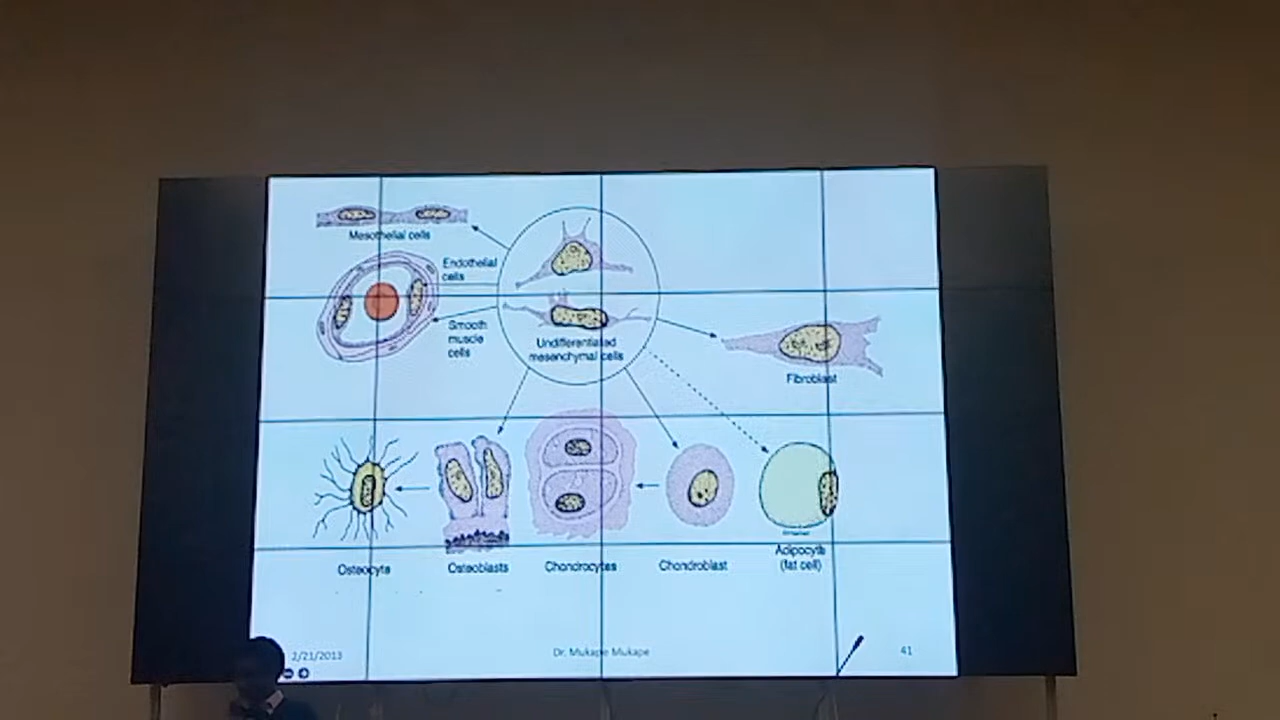 Mesothelial cells
Endothelial
cells
Smooth
muscle
cells
Undifferentiated
mesenchymal cells
Fibroblast
Osteocyte
Osteoblasts
Chondrocytes
Chondroblast
Adipocyte
(fat cell)
2/21/2013
Dr. Mukape Mukape
41